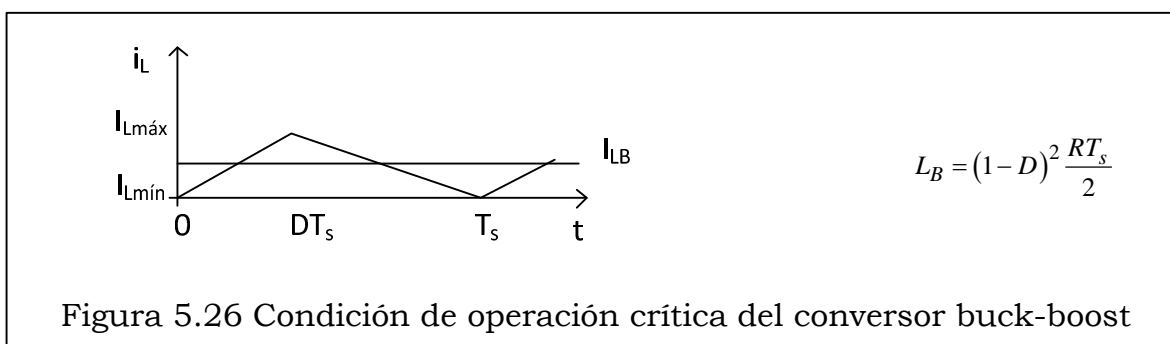 i_L
I_Lmáx
I_LB
I_Lmín
0 DT_s T_s t
L_B = (1 − D)^2 RT_s / 2
Figura 5.26 Condición de operación crítica del conversor buck-boost